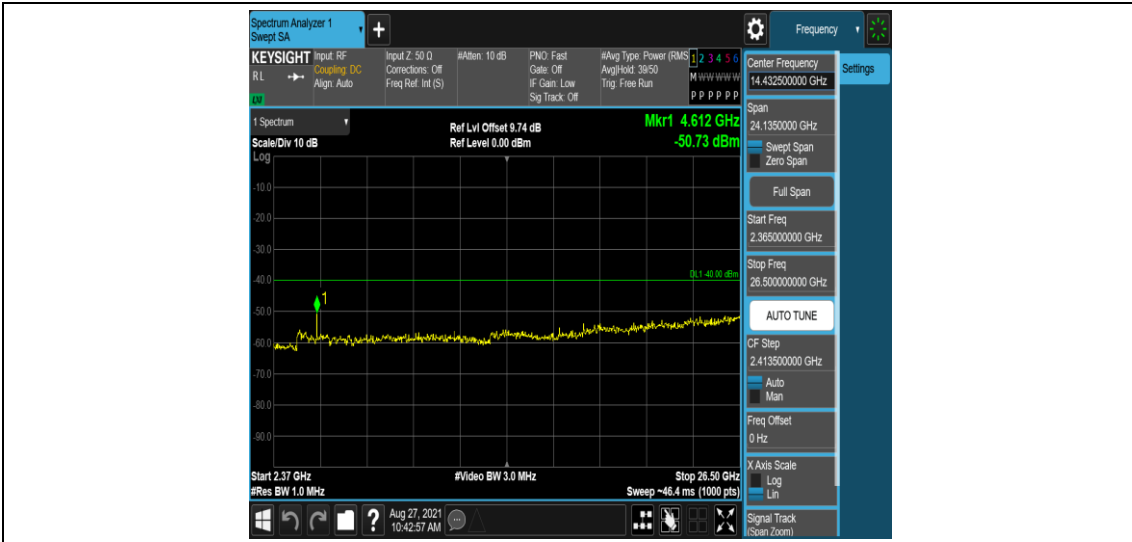 Spectrum Analyzer 1
Swept SA
+
Frequency
KEYSIGHT
RL
LXI
Input: RF
Coupling: DC
Align: Auto
Input Z: 50 Ω
Corrections: Off
Freq Ref: Int (S)
#Atten: 10 dB
PNO: Fast
Gate: Off
IF Gain: Low
Sig Track: Off
#Avg Type: Power (RMS
Avg|Hold: 39/50
Trig: Free Run
1 2 3 4 5 6
M W W W W W
P P P P P P
1 Spectrum
Scale/Div 10 dB
Log
Ref Lvl Offset 9.74 dB
Ref Level 0.00 dBm
Mkr1 4.612 GHz
-50.73 dBm
-10.0
-20.0
-30.0
-40.0
-50.0
-60.0
-70.0
-80.0
-90.0
DL1 -40.00 dBm
1
Start 2.37 GHz
#Res BW 1.0 MHz
#Video BW 3.0 MHz
Stop 26.50 GHz
Sweep ~46.4 ms (1000 pts)
?
Aug 27, 2021
10:42:57 AM
Center Frequency
14.432500000 GHz
Span
24.1350000 GHz
Swept Span
Zero Span
Full Span
Start Freq
2.365000000 GHz
Stop Freq
26.500000000 GHz
AUTO TUNE
CF Step
2.413500000 GHz
Auto
Man
Freq Offset
0 Hz
X Axis Scale
Log
Lin
Signal Track
(Span Zoom)
Settings